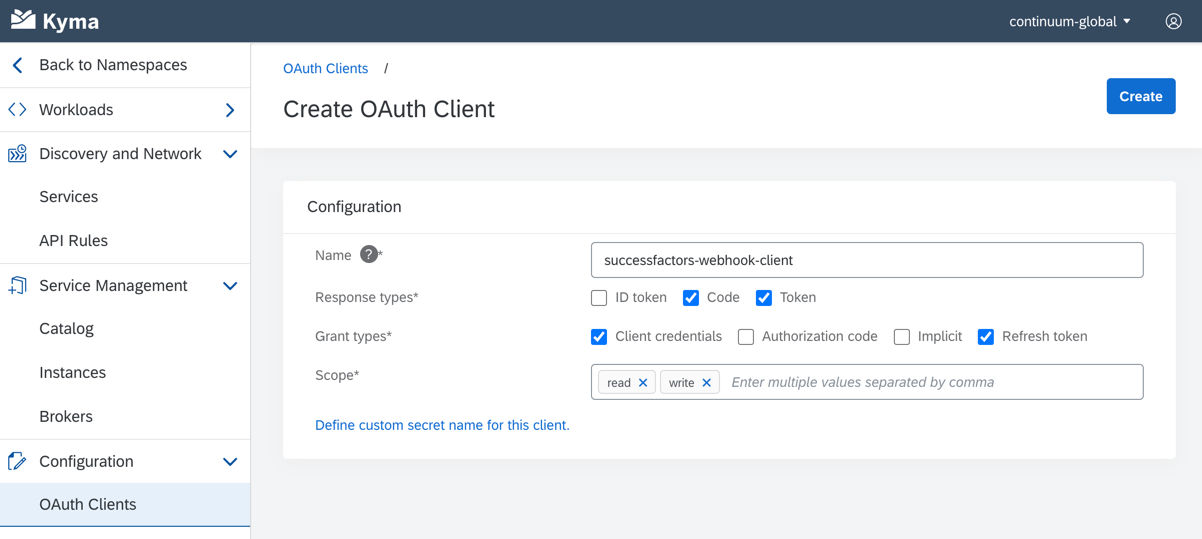 Kyma
continuum-global
Back to Namespaces
Workloads
Discovery and Network
Services
API Rules
Service Management
Catalog
Instances
Brokers
Configuration
OAuth Clients
OAuth Clients /
Create OAuth Client
Create
Configuration
Name ?*
successfactors-webhook-client
Response types*
ID token Code Token
Grant types*
Client credentials Authorization code Implicit Refresh token
Scope*
read × write × Enter multiple values separated by comma
Define custom secret name for this client.